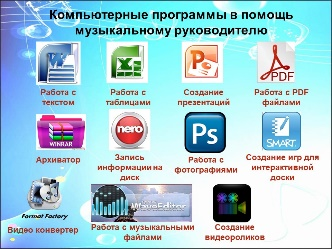 Компьютерные программы в помощь
музыкальному руководителю
W
X
P
PDF
Работа с
текстом
Работа с
таблицами
Создание
презентаций
Работа с PDF
файлами
WINRAR
nero
Ps
SMART
Архиватор
Запись
информации на
диск
Работа с
фотографиями
Создание игр для
интерактивной
доски
Format Factory
WaveEditor
Видео конвертер
Работа с музыкальными
файлами
Создание
видеороликов